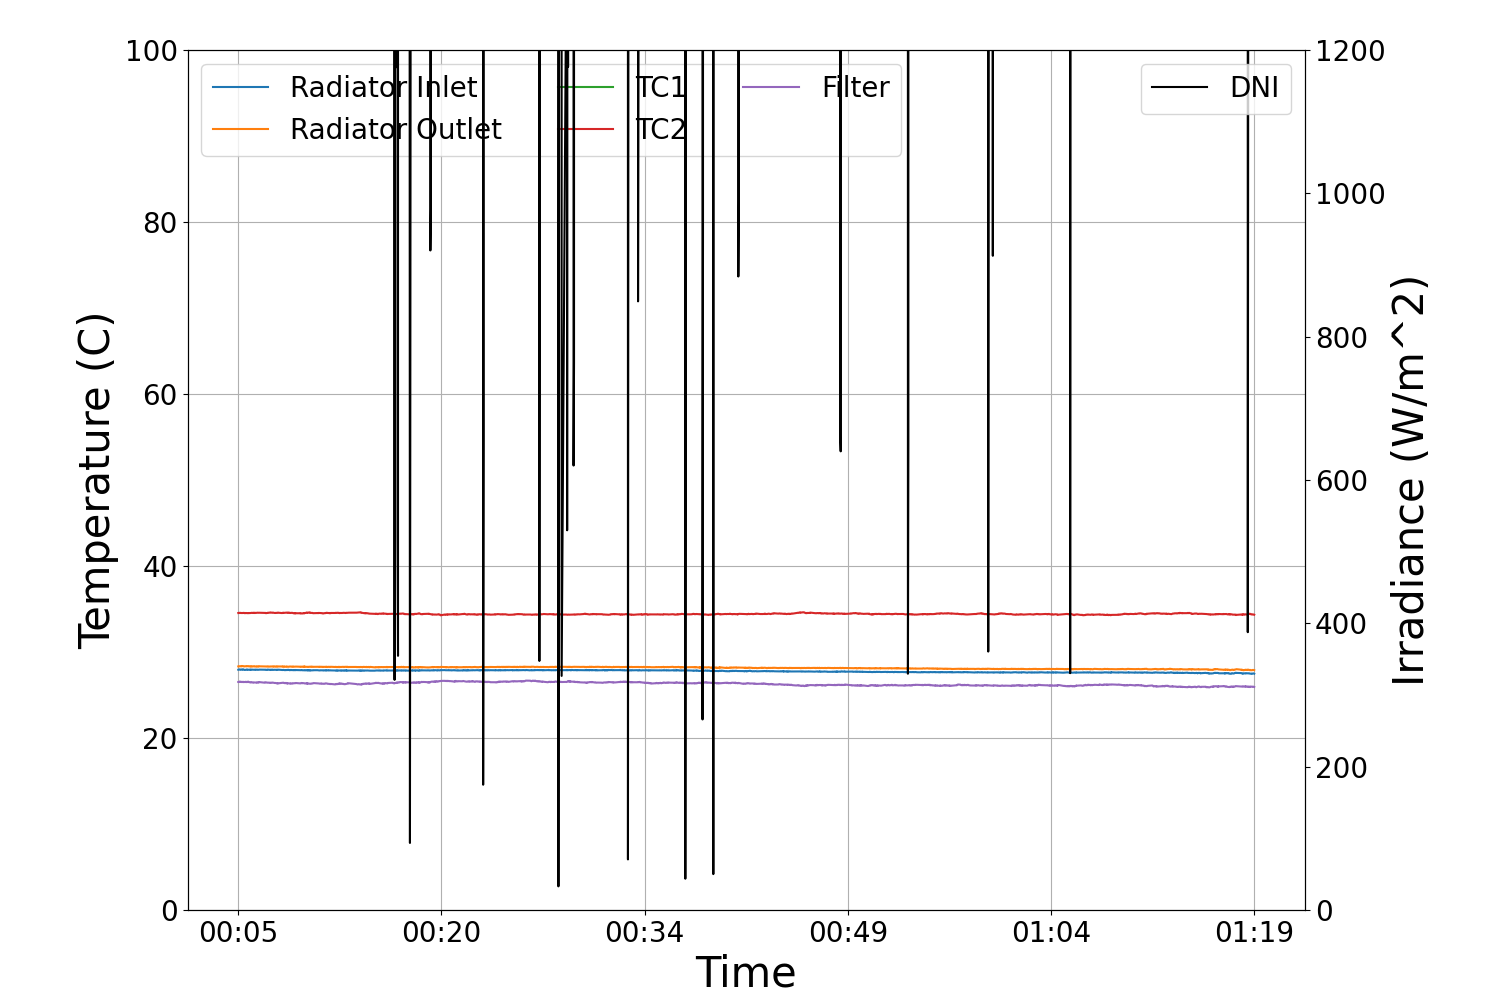 100
80
60
40
20
0
Temperature (C)
Radiator Inlet
Radiator Outlet
TC1
TC2
Filter
DNI
1200
1000
800
600
400
200
0
Irradiance (W/m^2)
00:05 00:20 00:34 00:49 01:04 01:19
Time